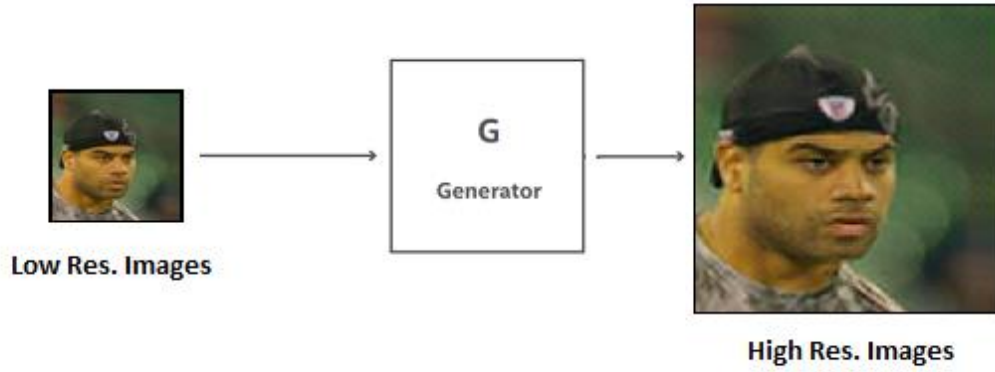 G
Generator
Low Res. Images
High Res. Images